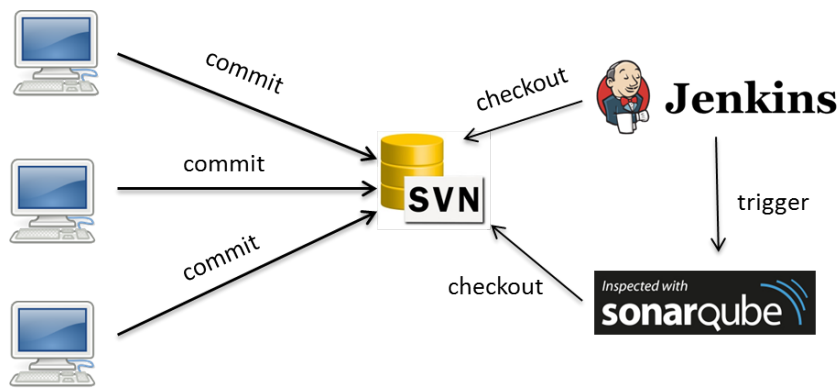 commit
commit
commit
SVN
checkout
Jenkins
trigger
checkout
Inspected with
sonarqube